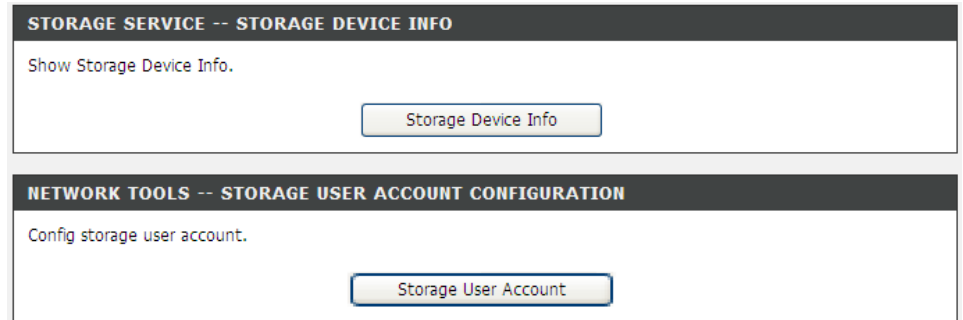 STORAGE SERVICE -- STORAGE DEVICE INFO
Show Storage Device Info.
Storage Device Info
NETWORK TOOLS -- STORAGE USER ACCOUNT CONFIGURATION
Config storage user account.
Storage User Account